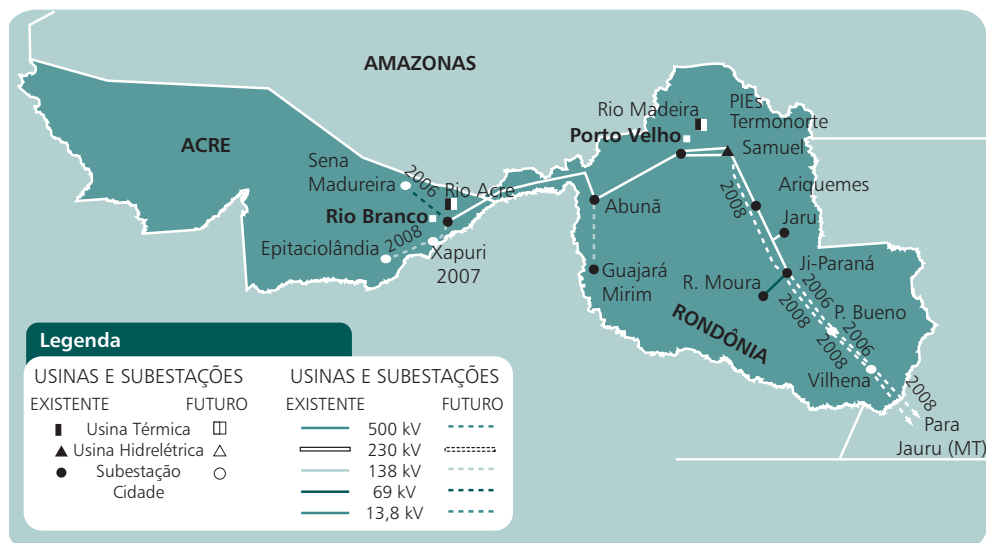 AMAZONAS
ACRE
Sena
Madureira
2006
Rio Acre
Rio Branco
2008
Epitaciolândia
Xapuri
2007
Rio Madeira
PIEs
Termonorte
Porto Velho
Samuel
2008
Ariquemes
Abunã
Jaru
Guajará
Mirim
Ji-Paraná
R. Moura
2006
2008
P. Bueno
RONDÔNIA
2006
2008
Vilhena
2008
Para
Jauru (MT)
Legenda
USINAS E SUBESTAÇÕES
EXISTENTE FUTURO
Usina Térmica
Usina Hidrelétrica
Subestação
Cidade
USINAS E SUBESTAÇÕES
EXISTENTE FUTURO
500 kV
230 kV
138 kV
69 kV
13,8 kV